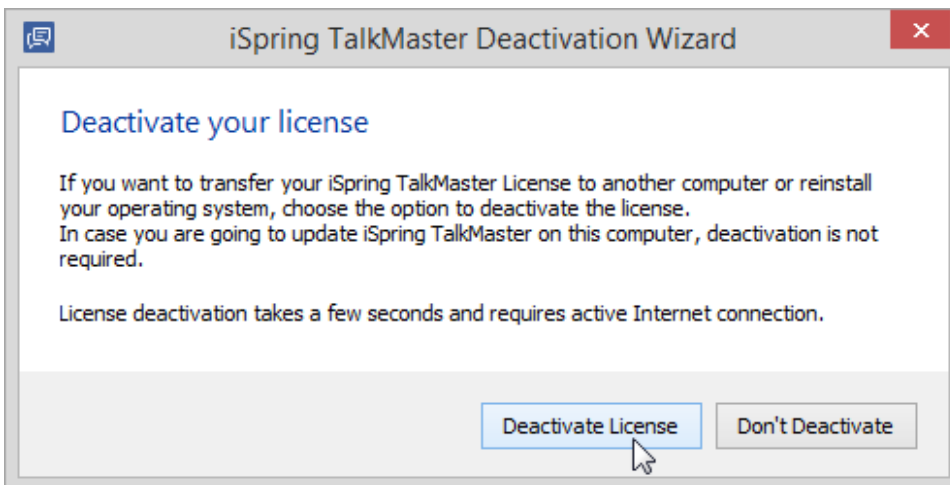 iSpring TalkMaster Deactivation Wizard
Deactivate your license
If you want to transfer your iSpring TalkMaster License to another computer or reinstall
your operating system, choose the option to deactivate the license.
In case you are going to update iSpring TalkMaster on this computer, deactivation is not
required.
License deactivation takes a few seconds and requires active Internet connection.
Deactivate License
Don't Deactivate